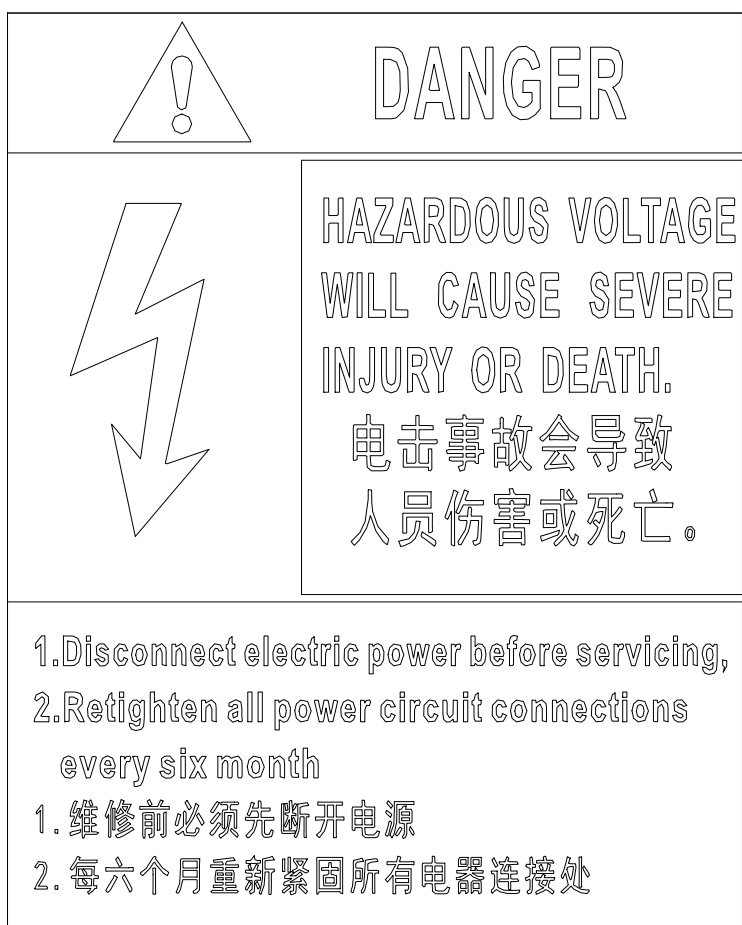 DANGER
HAZARDOUS VOLTAGE
WILL CAUSE SEVERE
INJURY OR DEATH.
电击事故会导致
人员伤害或死亡。
1.Disconnect electric power before servicing,
2.Retighten all power circuit connections
every six month
1.维修前必须先断开电源
2.每六个月重新紧固所有电器连接处